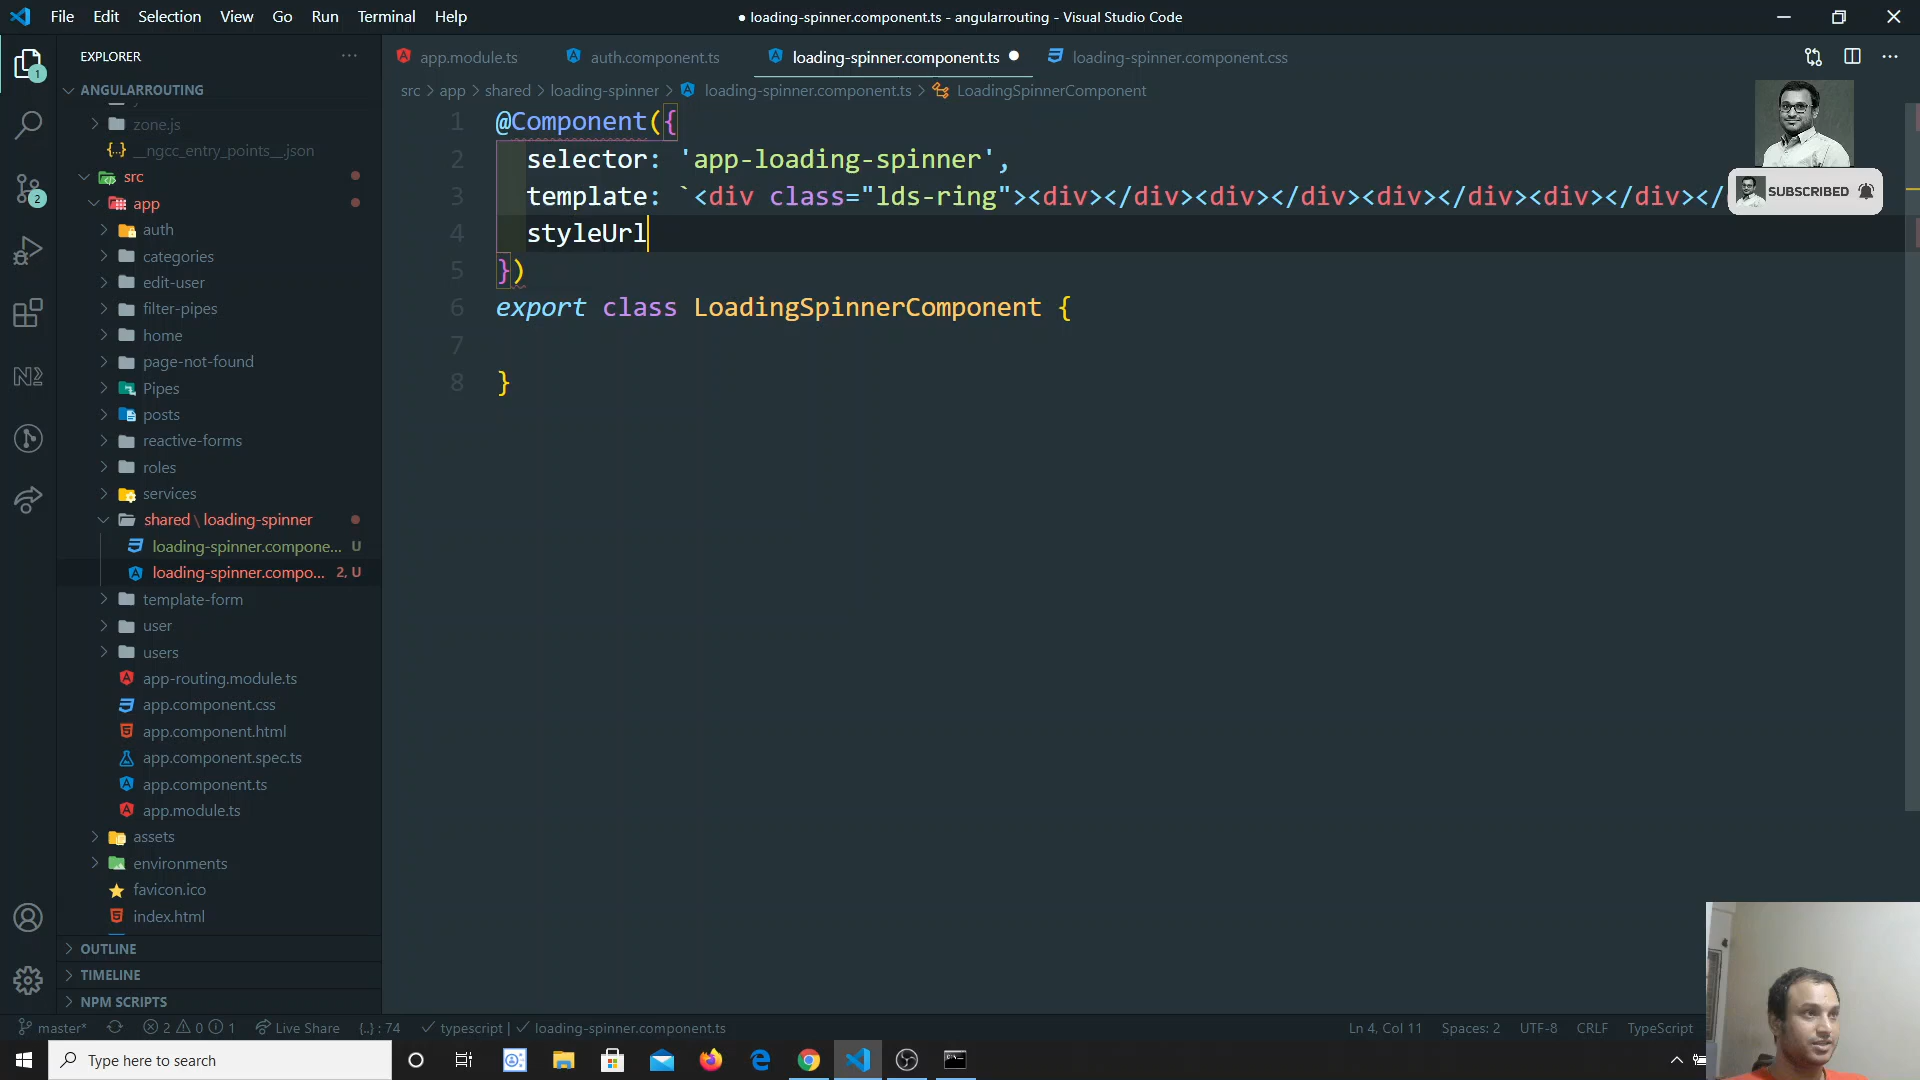 File Edit Selection View Go Run Terminal Help
● loading-spinner.component.ts - angularrouting - Visual Studio Code
EXPLORER
app.module.ts
auth.component.ts
loading-spinner.component.ts
loading-spinner.component.css
src > app > shared > loading-spinner > loading-spinner.component.ts > LoadingSpinnerComponent
ANGULARROUTING
zone.js
__ngcc_entry_points__.json
src
app
auth
categories
edit-user
filter-pipes
home
page-not-found
Pipes
posts
reactive-forms
roles
services
shared \ loading-spinner
loading-spinner.compone... U
loading-spinner.compo... 2, U
template-form
user
users
app-routing.module.ts
app.component.css
app.component.html
app.component.spec.ts
app.component.ts
app.module.ts
assets
environments
favicon.ico
index.html
OUTLINE
TIMELINE
NPM SCRIPTS
1
2
1 @Component({
2 selector: 'app-loading-spinner',
3 template: `<div class="lds-ring"><div></div><div></div><div></div><div></div></
4 styleUrl
5 })
6 export class LoadingSpinnerComponent {
7
8 }
SUBSCRIBED
master* 2 0 1 Live Share {..} : 74 typescript | loading-spinner.component.ts
Ln 4, Col 11 Spaces: 2 UTF-8 CRLF TypeScript
Type here to search